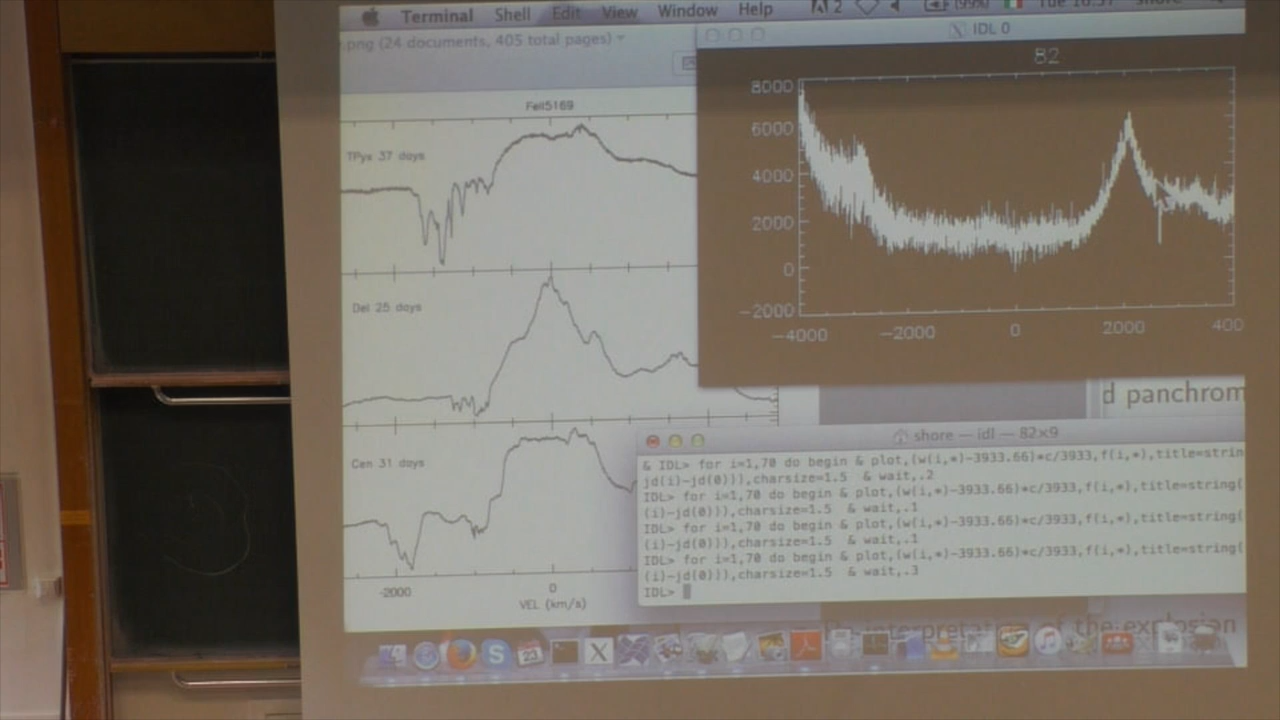 Terminal Shell Edit View Window Help
.png (24 documents, 405 total pages)
IDL 0
82
8000
6000
4000
2000
0
-2000
-4000 -2000 0 2000 400
FeII5169
TPyx 37 days
Del 25 days
Cen 31 days
-2000 0
VEL (km/s)
d panchrom
shore — idl — 82×9
& IDL> for i=1,70 do begin & plot,(w(i,*)-3933.66)*c/3933,f(i,*),title=strin
jd(i)-jd(0))),charsize=1.5 & wait,.2
IDL> for i=1,70 do begin & plot,(w(i,*)-3933.66)*c/3933,f(i,*),title=string(
(i)-jd(0))),charsize=1.5 & wait,.1
IDL> for i=1,70 do begin & plot,(w(i,*)-3933.66)*c/3933,f(i,*),title=string(
(i)-jd(0))),charsize=1.5 & wait,.1
IDL> for i=1,70 do begin & plot,(w(i,*)-3933.66)*c/3933,f(i,*),title=string(
(i)-jd(0))),charsize=1.5 & wait,.3
IDL>
interpretation of the explosion